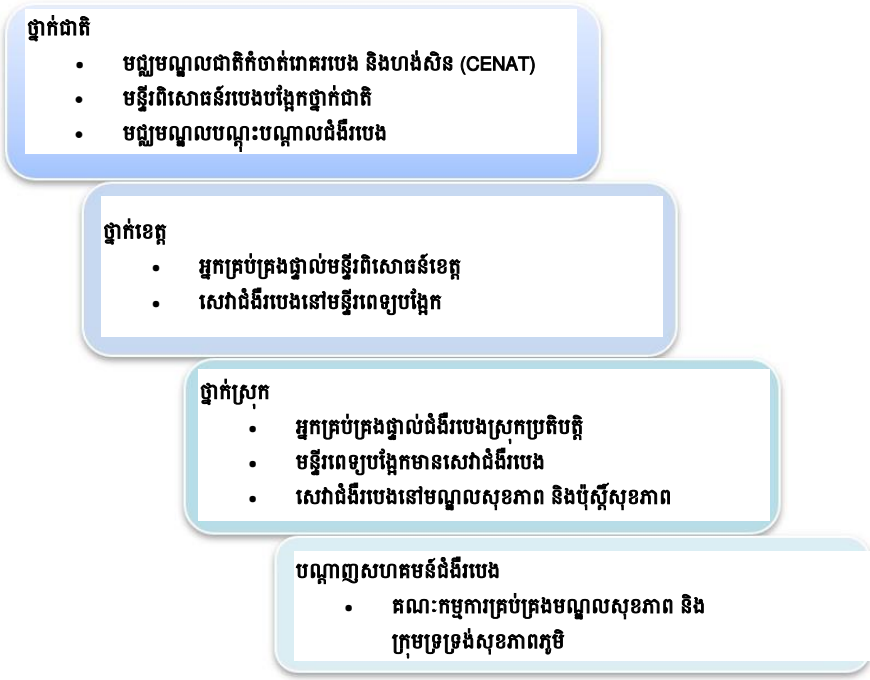 ថ្នាក់ជាតិ
• មជ្ឈមណ្ឌលជាតិកំចាត់រោគរបេង និងហង់សិន (CENAT)
• មន្ទីរពិសោធន៍របេងបង្អែកថ្នាក់ជាតិ
• មជ្ឈមណ្ឌលបណ្តុះបណ្តាលជំងឺរបេង
ថ្នាក់ខេត្ត
• អ្នកគ្រប់គ្រងផ្ទាល់មន្ទីរពិសោធន៍ខេត្ត
• សេវាជំងឺរបេងនៅមន្ទីរពេទ្យបង្អែក
ថ្នាក់ស្រុក
• អ្នកគ្រប់គ្រងផ្ទាល់ជំងឺរបេងស្រុកប្រតិបត្តិ
• មន្ទីរពេទ្យបង្អែកមានសេវាជំងឺរបេង
• សេវាជំងឺរបេងនៅមណ្ឌលសុខភាព និងប៉ុស្តិ៍សុខភាព
បណ្តាញសហគមន៍ជំងឺរបេង
• គណៈកម្មការគ្រប់គ្រងមណ្ឌលសុខភាព និង
ក្រុមទ្រទ្រង់សុខភាពភូមិ